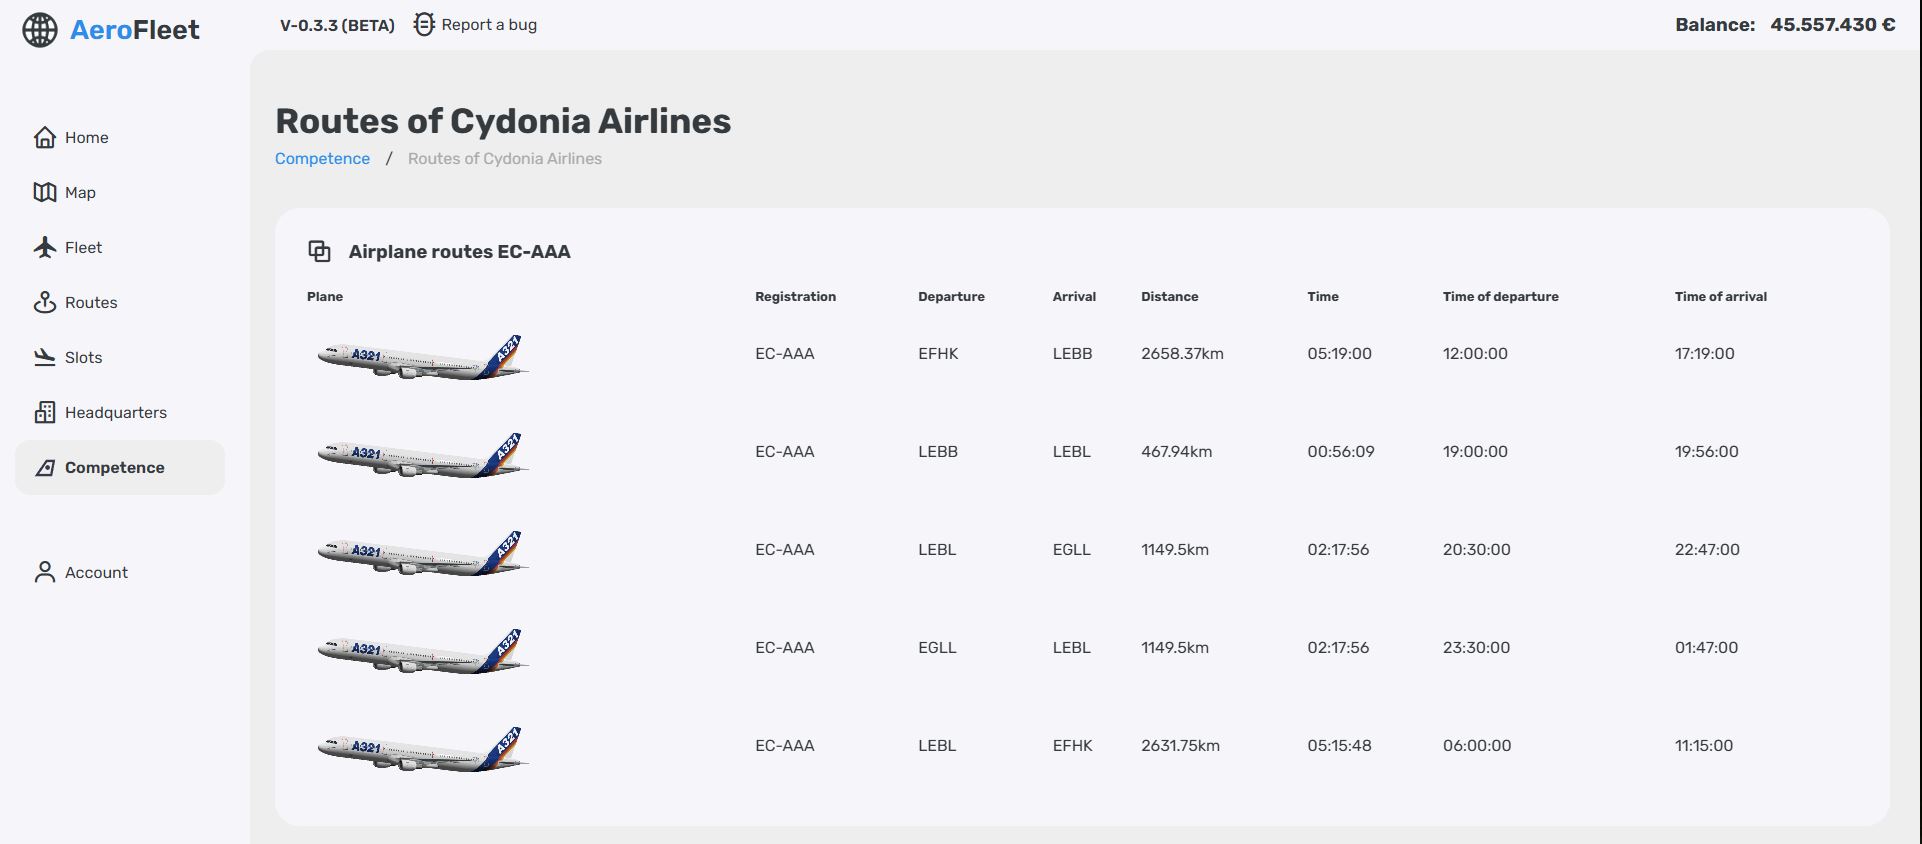 AeroFleet
V-0.3.3 (BETA) Report a bug
Balance: 45.557.430 €
Home
Map
Fleet
Routes
Slots
Headquarters
Competence
Account
Routes of Cydonia Airlines
Competence / Routes of Cydonia Airlines
Airplane routes EC-AAA
Plane Registration Departure Arrival Distance Time Time of departure Time of arrival
A321 A321 EC-AAA EFHK LEBB 2658.37km 05:19:00 12:00:00 17:19:00
A321 A321 EC-AAA LEBB LEBL 467.94km 00:56:09 19:00:00 19:56:00
A321 A321 EC-AAA LEBL EGLL 1149.5km 02:17:56 20:30:00 22:47:00
A321 A321 EC-AAA EGLL LEBL 1149.5km 02:17:56 23:30:00 01:47:00
A321 A321 EC-AAA LEBL EFHK 2631.75km 05:15:48 06:00:00 11:15:00